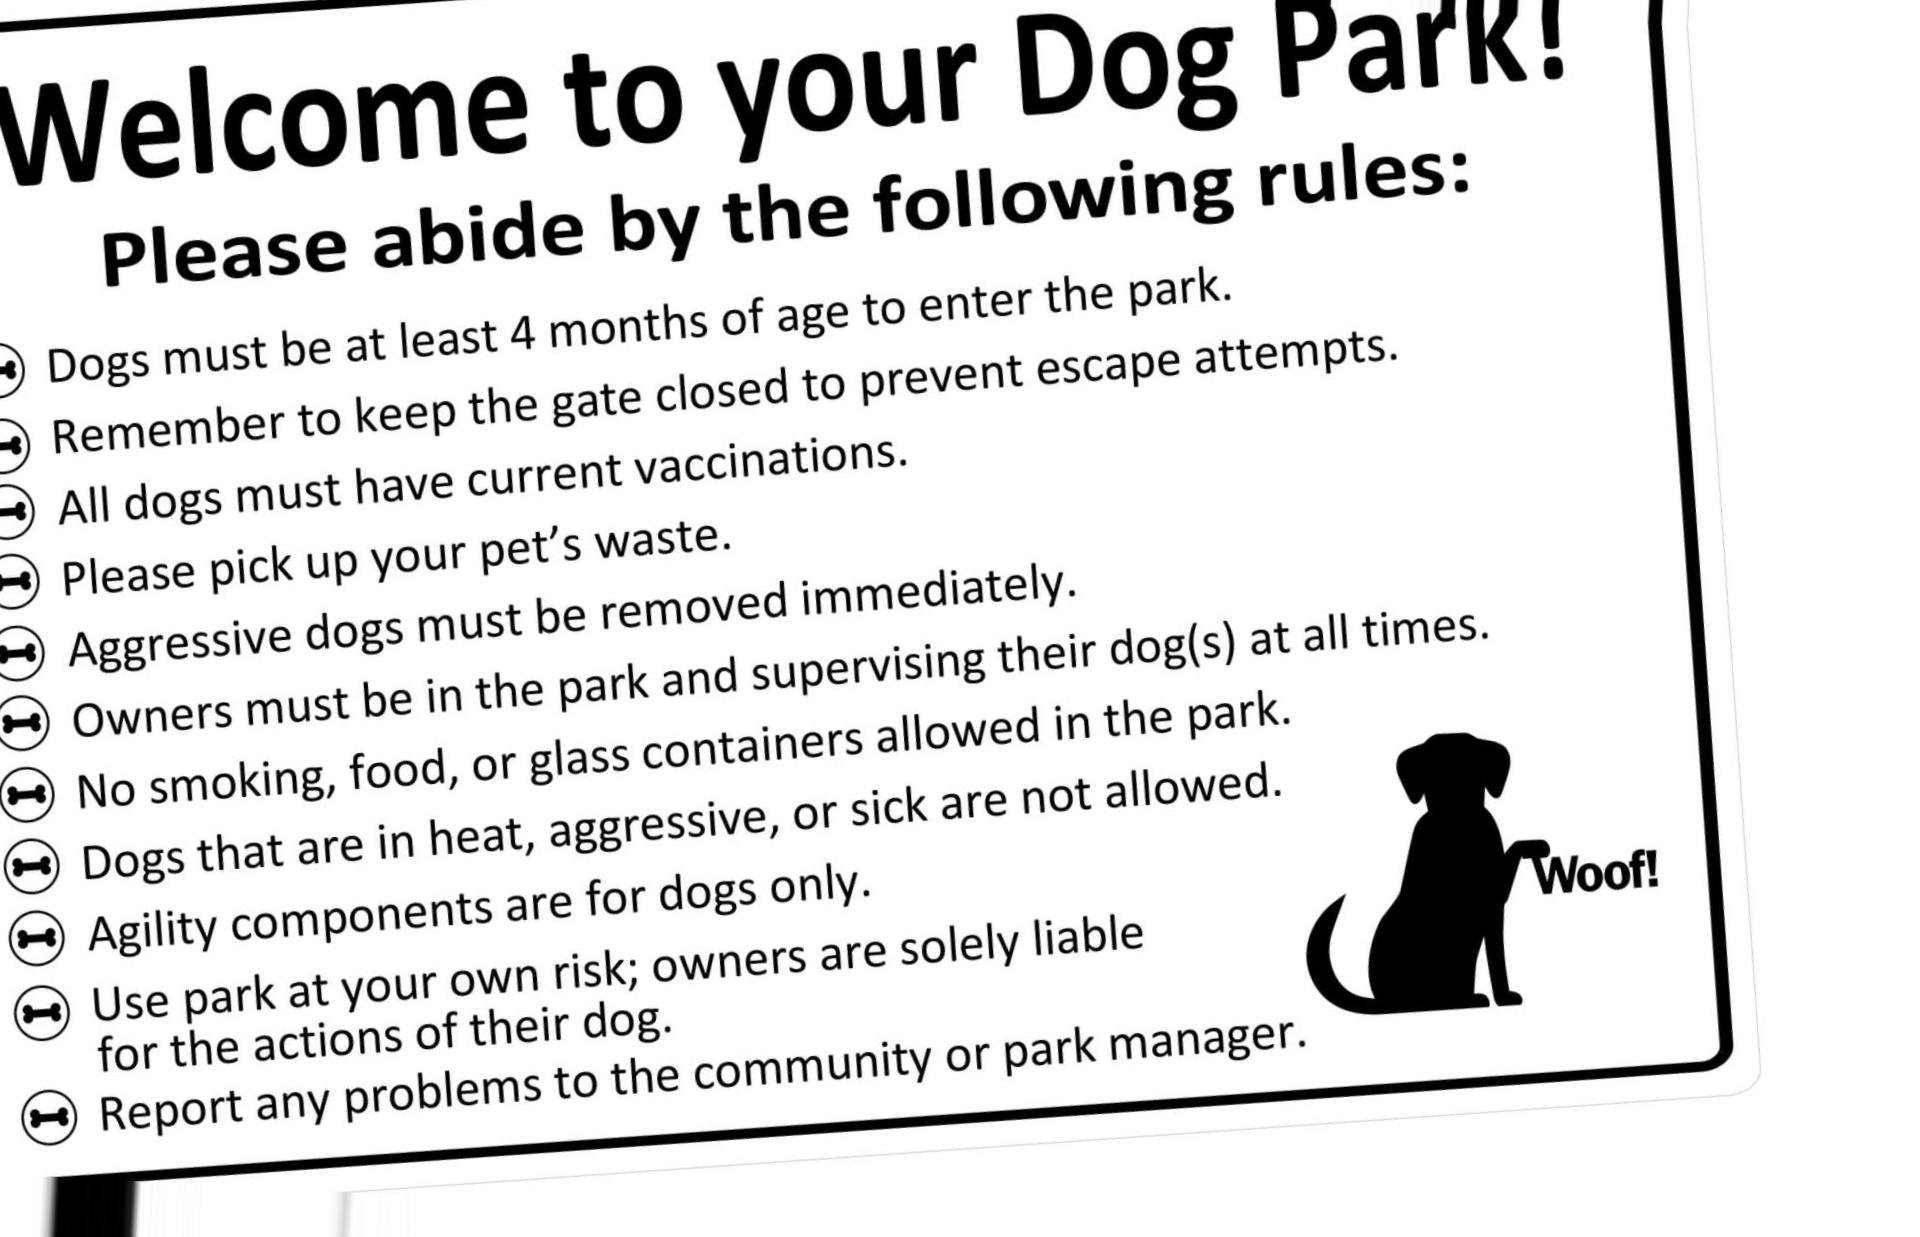 Welcome to your Dog Park!
Please abide by the following rules:
Dogs must be at least 4 months of age to enter the park.
Remember to keep the gate closed to prevent escape attempts.
All dogs must have current vaccinations.
Please pick up your pet’s waste.
Aggressive dogs must be removed immediately.
Owners must be in the park and supervising their dog(s) at all times.
No smoking, food, or glass containers allowed in the park.
Dogs that are in heat, aggressive, or sick are not allowed.
Agility components are for dogs only.
Use park at your own risk; owners are solely liable
for the actions of their dog.
Report any problems to the community or park manager.
Woof!